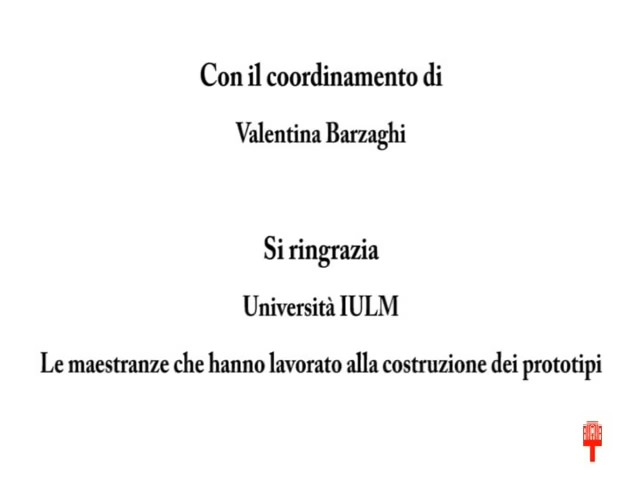 Con il coordinamento di
Valentina Barzaghi
Si ringrazia
Università IULM
Le maestranze che hanno lavorato alla costruzione dei prototipi